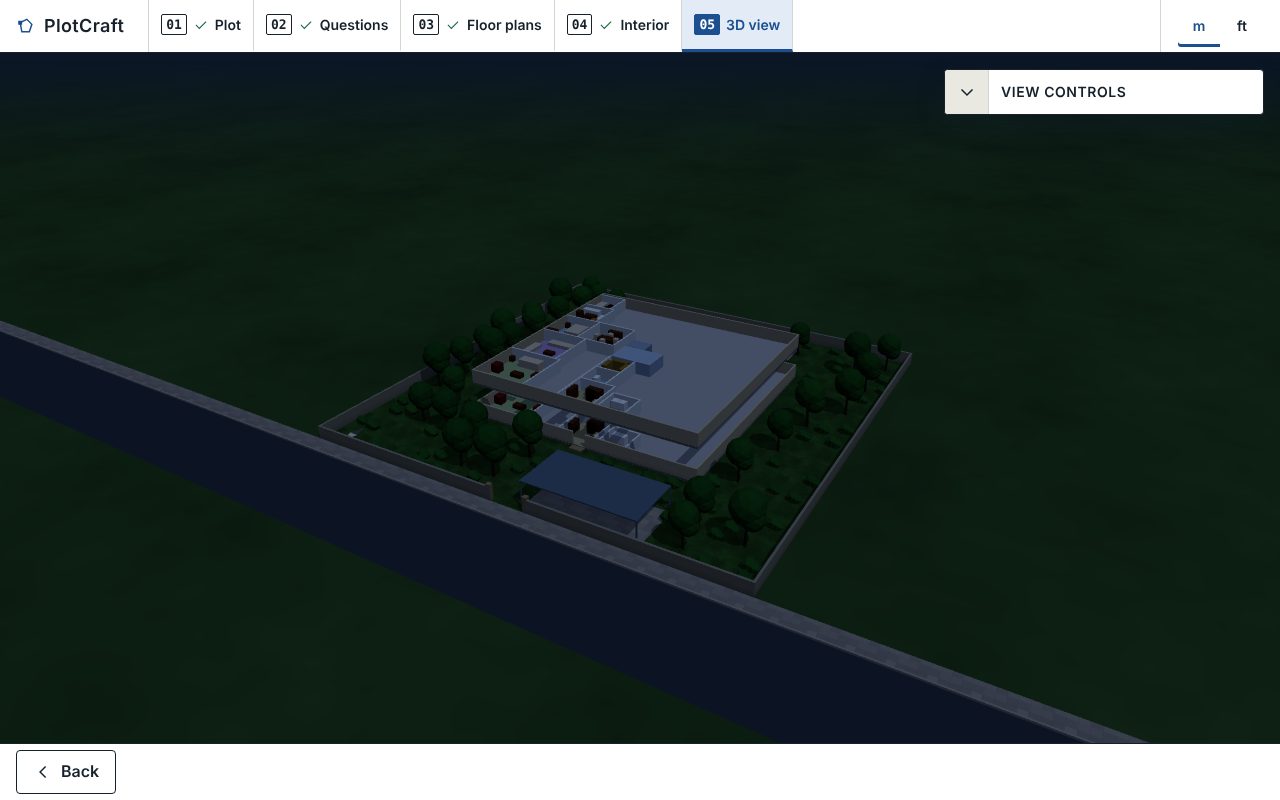 PlotCraft
01 Plot
02 Questions
03 Floor plans
04 Interior
05 3D view
m ft
VIEW CONTROLS
Back